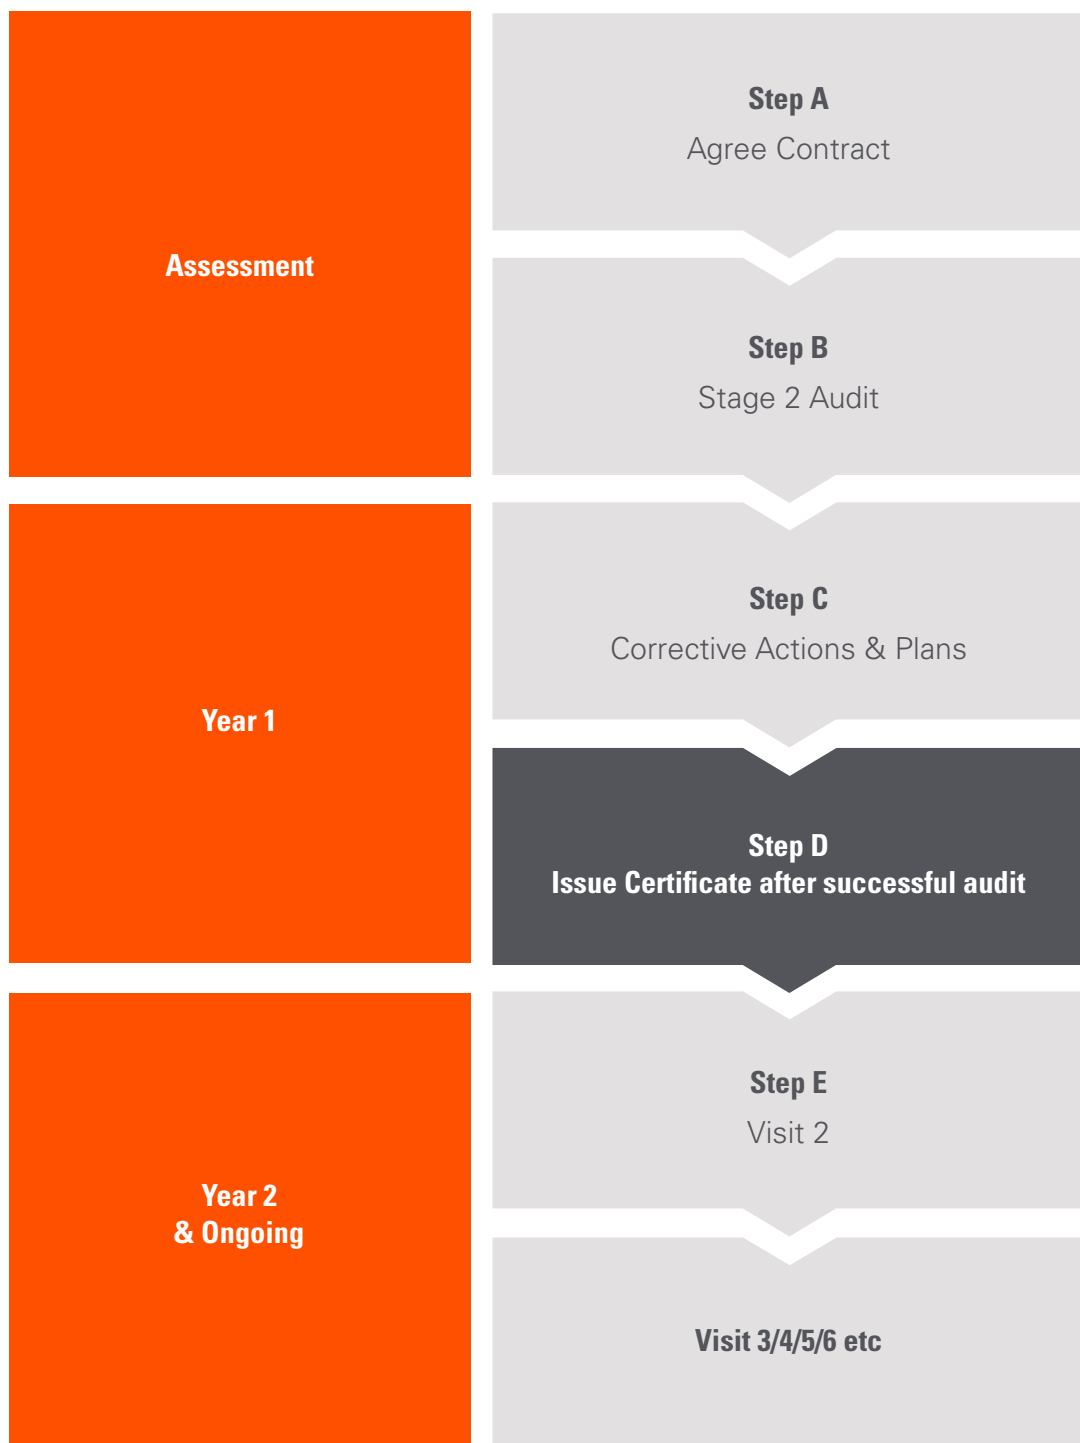 Assessment
Step A
Agree Contract
Step B
Stage 2 Audit
Year 1
Step C
Corrective Actions & Plans
Step D
Issue Certificate after successful audit
Year 2
& Ongoing
Step E
Visit 2
Visit 3/4/5/6 etc